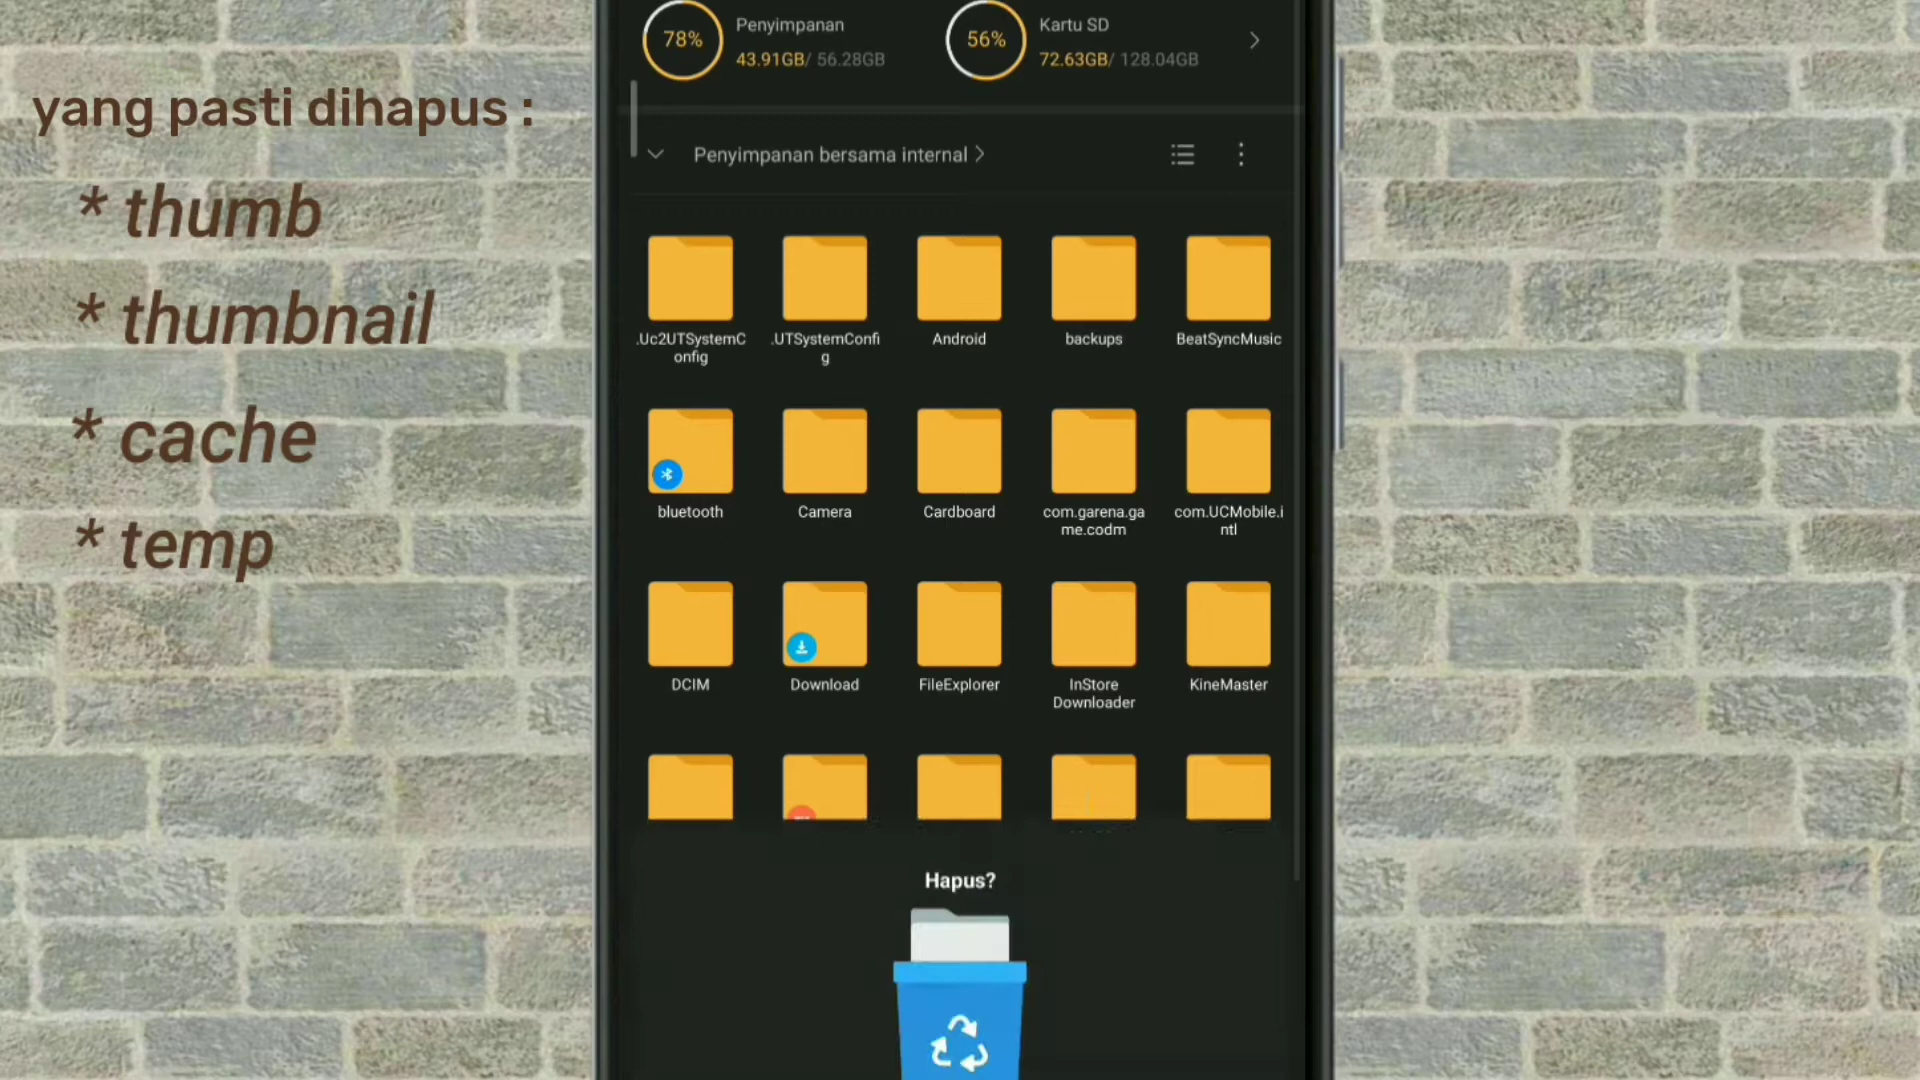 yang pasti dihapus :
* thumb
* thumbnail
* cache
* temp
78%
Penyimpanan
43.91GB/ 56.28GB
56%
Kartu SD
72.63GB/ 128.04GB
Penyimpanan bersama internal
.Uc2UTSystemC
onfig
.UTSystemConfi
g
Android
backups
BeatSyncMusic
bluetooth
Camera
Cardboard
com.garena.ga
me.codm
com.UCMobile.i
ntl
DCIM
Download
FileExplorer
InStore
Downloader
KineMaster
Hapus?